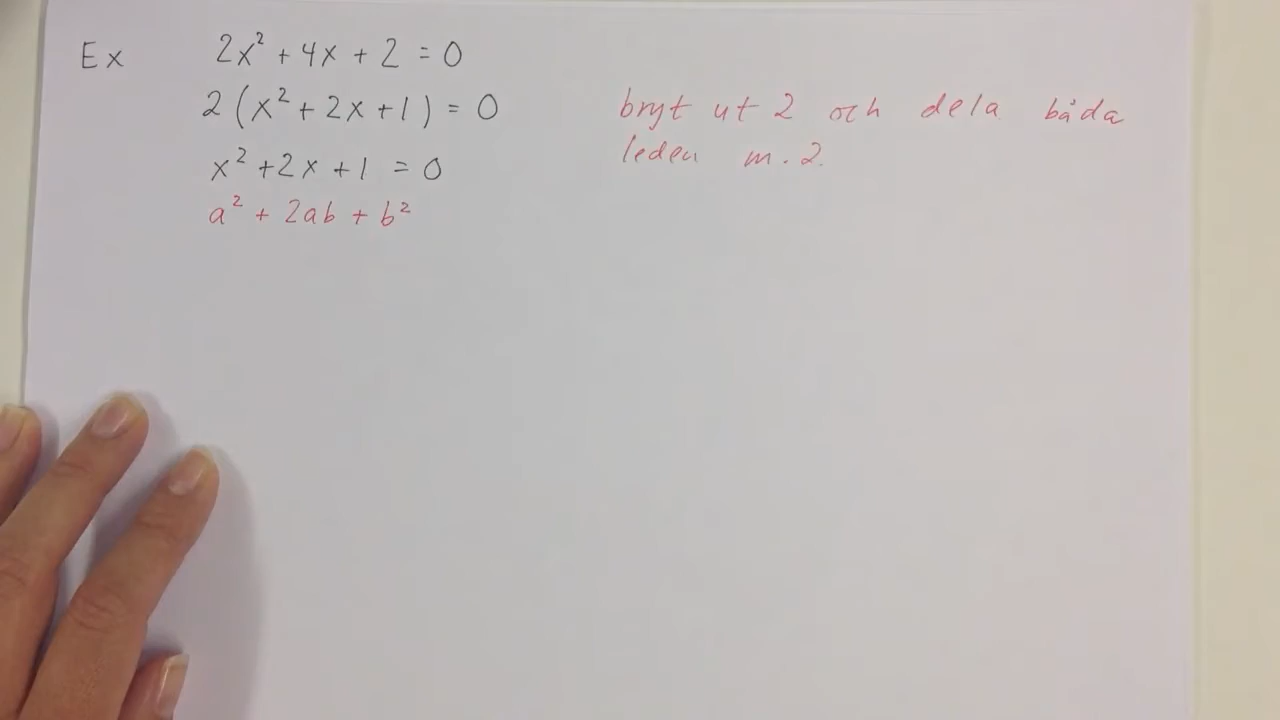 Ex 2x² + 4x + 2 = 0
2(x² + 2x + 1) = 0 bryt ut 2 och dela båda
x² + 2x + 1 = 0 leden m. 2.
a² + 2ab + b²